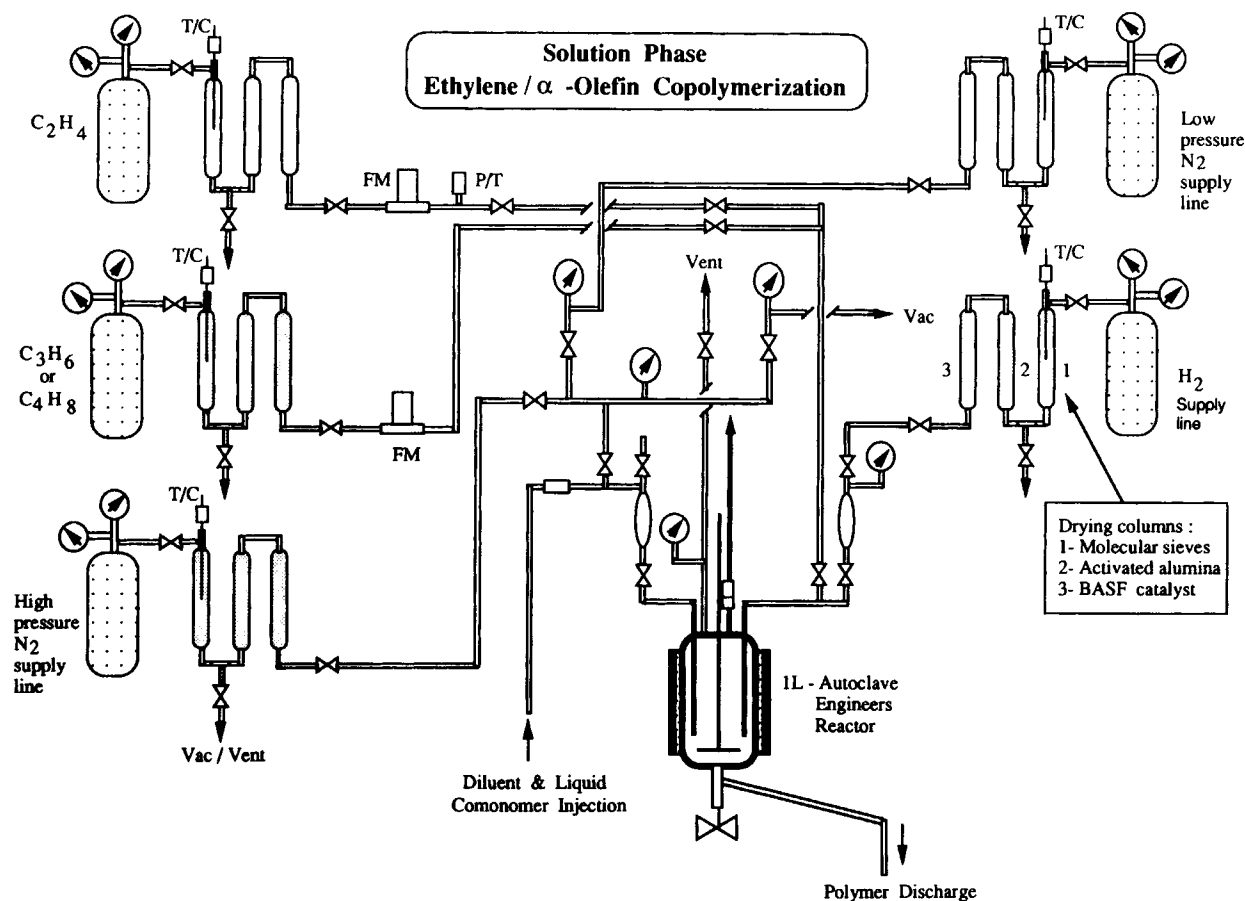 Solution Phase
Ethylene / α -Olefin Copolymerization
T/C
C2H4
FM
P/T
T/C
Low
pressure
N2
supply
line
T/C
C3H6
or
C4H8
FM
Vent
Vac
T/C
3
2
1
H2
Supply
line
Drying columns :
1- Molecular sieves
2- Activated alumina
3- BASF catalyst
T/C
High
pressure
N2
supply
line
Vac / Vent
Diluent & Liquid
Comonomer Injection
1L - Autoclave
Engineers
Reactor
Polymer Discharge